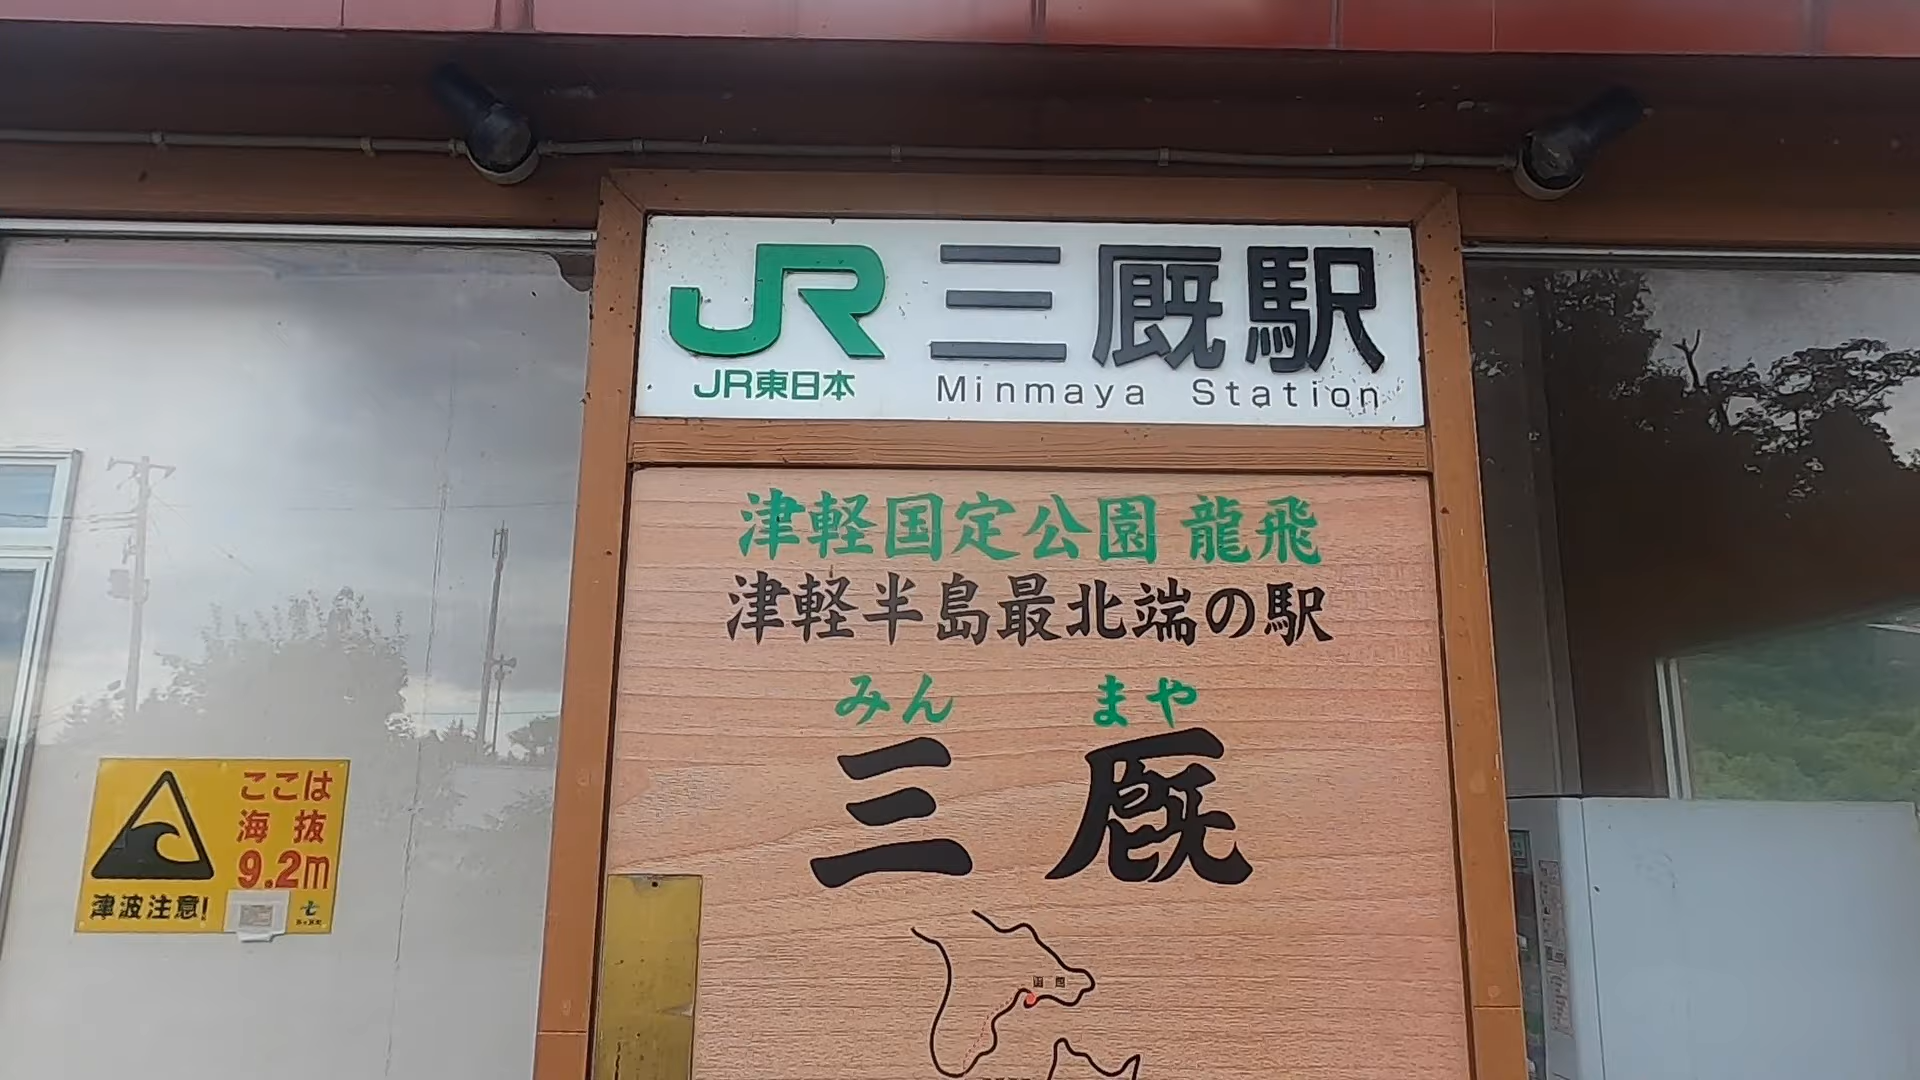 JR 三厩駅
JR東日本 Minmaya Station
津軽国定公園 龍飛
津軽半島最北端の駅
みん まや
三厩
ここは
海抜
9.2m
津波注意!